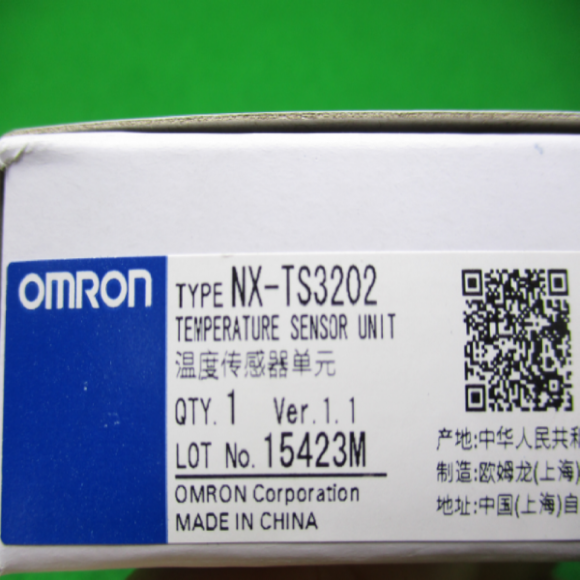 OMRON
TYPE NX-TS3202
TEMPERATURE SENSOR UNIT
温度传感器单元
QTY. 1 Ver.1.1
LOT No. 15423M
OMRON Corporation
MADE IN CHINA
产地:中华人民共和
制造:欧姆龙(上海)
地址:中国(上海)自